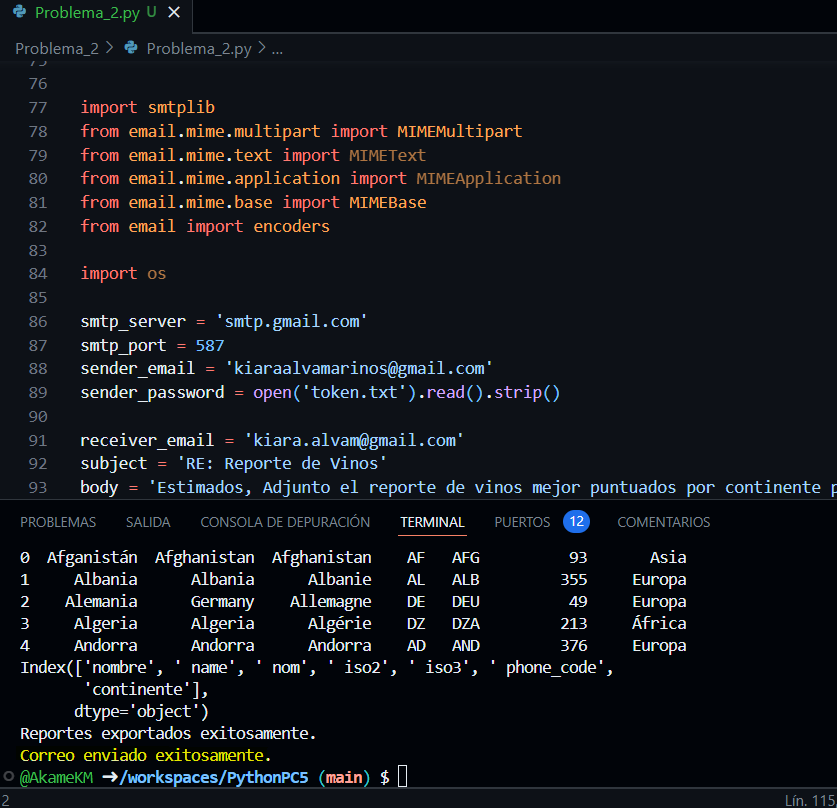 Problema_2.py U ×
Problema_2 > Problema_2.py > ...
75
76
77 import smtplib
78 from email.mime.multipart import MIMEMultipart
79 from email.mime.text import MIMEText
80 from email.mime.application import MIMEApplication
81 from email.mime.base import MIMEBase
82 from email import encoders
83
84 import os
85
86 smtp_server = 'smtp.gmail.com'
87 smtp_port = 587
88 sender_email = 'kiaraalvamarinos@gmail.com'
89 sender_password = open('token.txt').read().strip()
90
91 receiver_email = 'kiara.alvam@gmail.com'
92 subject = 'RE: Reporte de Vinos'
93 body = 'Estimados, Adjunto el reporte de vinos mejor puntuados por continente p
PROBLEMAS SALIDA CONSOLA DE DEPURACIÓN TERMINAL PUERTOS 12 COMENTARIOS
0 Afganistán Afghanistan Afghanistan AF AFG 93 Asia
1 Albania Albania Albanie AL ALB 355 Europa
2 Alemania Germany Allemagne DE DEU 49 Europa
3 Algeria Algeria Algérie DZ DZA 213 África
4 Andorra Andorra Andorra AD AND 376 Europa
Index(['nombre', ' name', ' nom', ' iso2', ' iso3', ' phone_code',
'continente'],
dtype='object')
Reportes exportados exitosamente.
Correo enviado exitosamente.
@AkameKM ➜/workspaces/PythonPC5 (main) $
2 Lín. 115